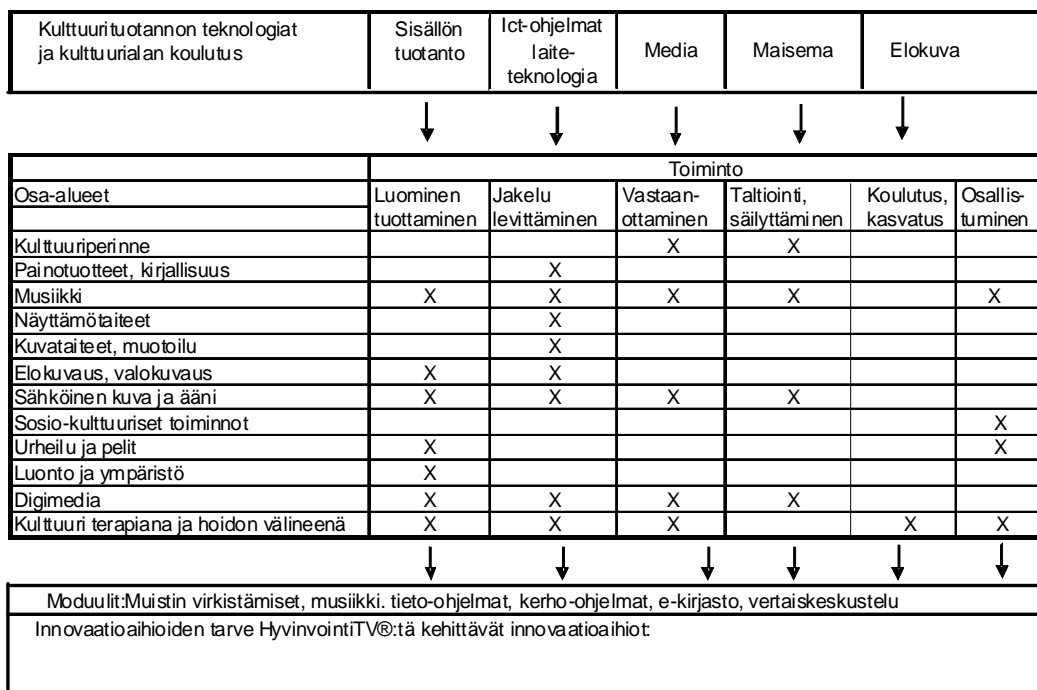 Kulttuurituotannon teknologiat
ja kulttuurialan koulutus
Sisällön
tuotanto
Ict-ohjelmat
laite-
teknologia
Media
Maisema
Elokuva
Toiminto
Osa-alueet
Luominen
tuottaminen
Jakelu
levittäminen
Vastaan-
ottaminen
Taltiointi,
säilyttäminen
Koulutus,
kasvatus
Osallis-
tuminen
Kulttuuriperinne X X
Painotuotteet, kirjallisuus X
Musiikki X X X X X
Näyttämötaiteet X
Kuvataiteet, muotoilu X
Elokuvaus, valokuvaus X X
Sähköinen kuva ja ääni X X X X
Sosio-kulttuuriset toiminnot X
Urheilu ja pelit X X
Luonto ja ympäristö X
Digimedia X X X X
Kulttuuri terapiana ja hoidon välineenä X X X X X
Moduulit:Muistin virkistämiset, musiikki. tieto-ohjelmat, kerho-ohjelmat, e-kirjasto, vertaiskeskustelu
Innovaatioaihioiden tarve HyvinvointiTV®:tä kehittävät innovaatioaihiot: